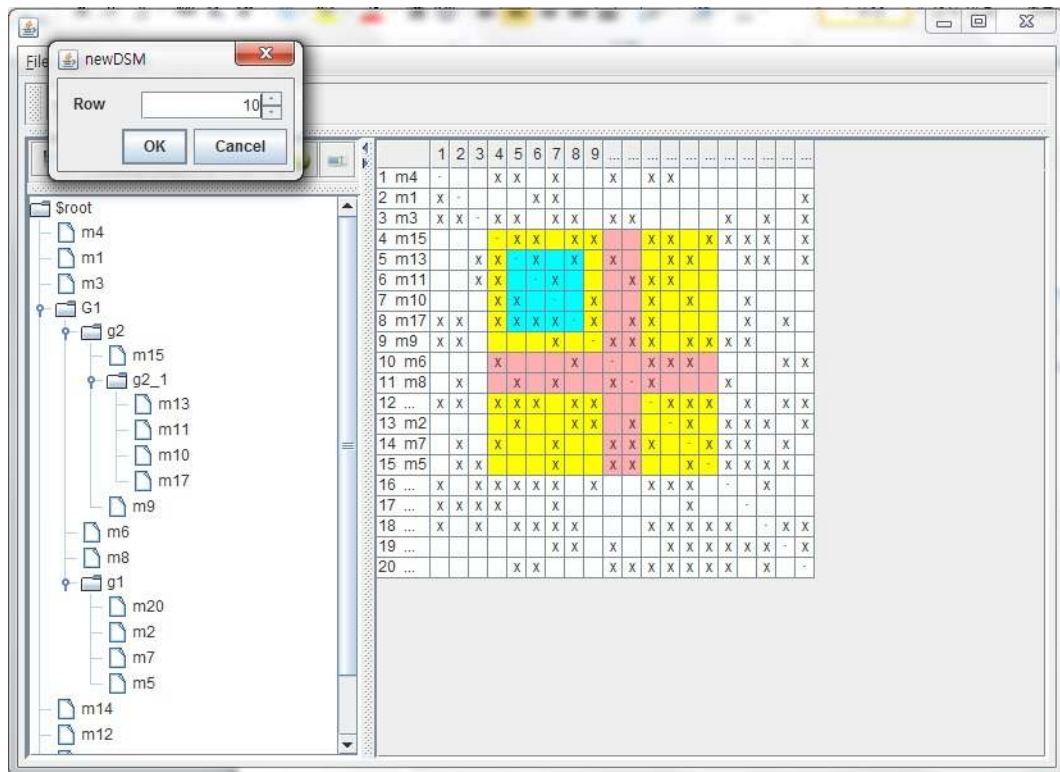 File
newDSM
Row 10
OK Cancel
$root
m4
m1
m3
G1
g2
m15
g2_1
m13
m11
m10
m17
m9
m6
m8
g1
m20
m2
m7
m5
m14
m12
1 2 3 4 5 6 7 8 9 ... ... ... ... ... ... ... ... ... ... ...
1 m4 - x x x x x x
2 m1 x - x x x
3 m3 x x - x x x x x x x x x
4 m15 - x x x x x x x x x x x
5 m13 x x - x x x x x x x x
6 m11 x x - x x x x
7 m10 x x - x x x x
8 m17 x x x x x x - x x x x x
9 m9 x x x - x x x x x x x
10 m6 x x - x x x x x
11 m8 x x x x - x x
12 ... x x x x x x x - x x x x x x
13 m2 x x x x - x x x x x
14 m7 x x x x x x - x x x x
15 m5 x x x x x x - x x x x
16 ... x x x x x x x x x x - x
17 ... x x x x x x -
18 ... x x x x x x x x x x x - x x
19 ... x x x x x x x x x - x
20 ... x x x x x x x x x x -